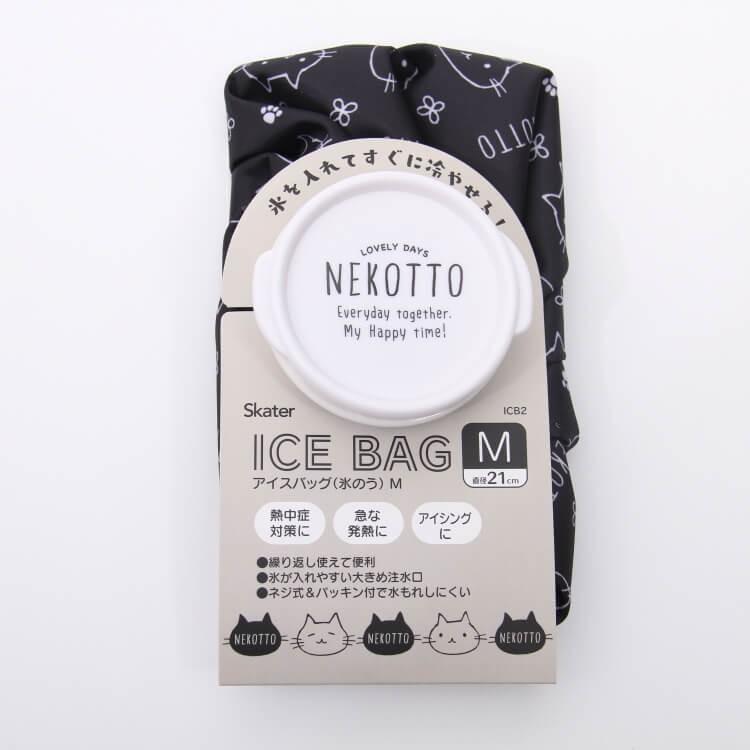 OTTO
氷を入れてすぐに冷やせる!
LOVELY DAYS
NEKOTTO
Everyday together.
My Happy time!
Skater
ICB2
ICE BAG
M
直径21cm
アイスバッグ(氷のう) M
熱中症
対策に
急な
発熱に
アイシング
に
●繰り返し使えて便利
●氷が入れやすい大きめ注水口
●ネジ式&パッキン付で水もれしにくい
NEKOTTO
NEKOTTO
NEKOTTO